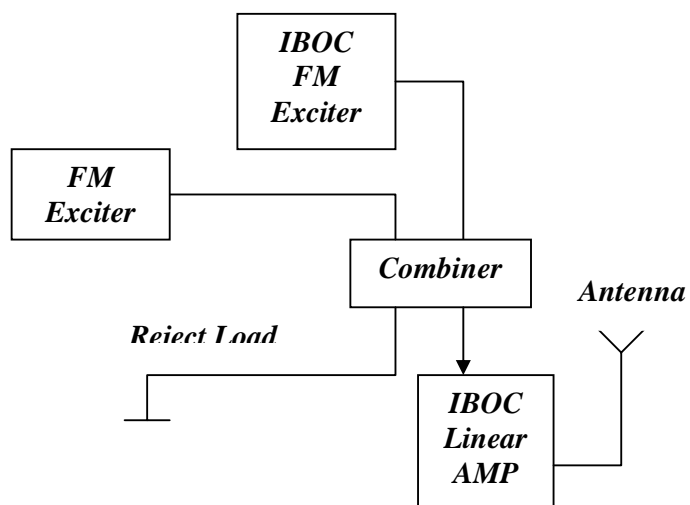 IBOC
FM
Exciter
FM
Exciter
Combiner
Antenna
Reject Load
IBOC
Linear
AMP